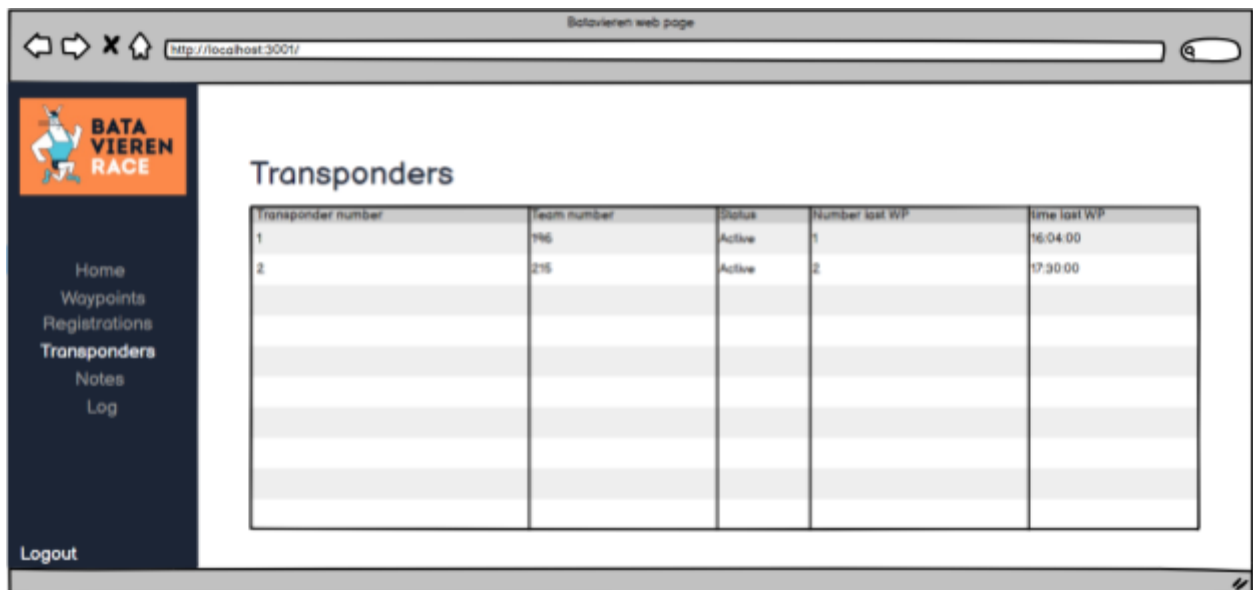 Batavieren web page
http://localhost:3001/
BATA
VIEREN
RACE
Home
Waypoints
Registrations
Transponders
Notes
Log
Logout
Transponders
Transponder number Team number Status Number last WP time last WP
1 196 Active 1 16:04:00
2 215 Active 2 17:30:00